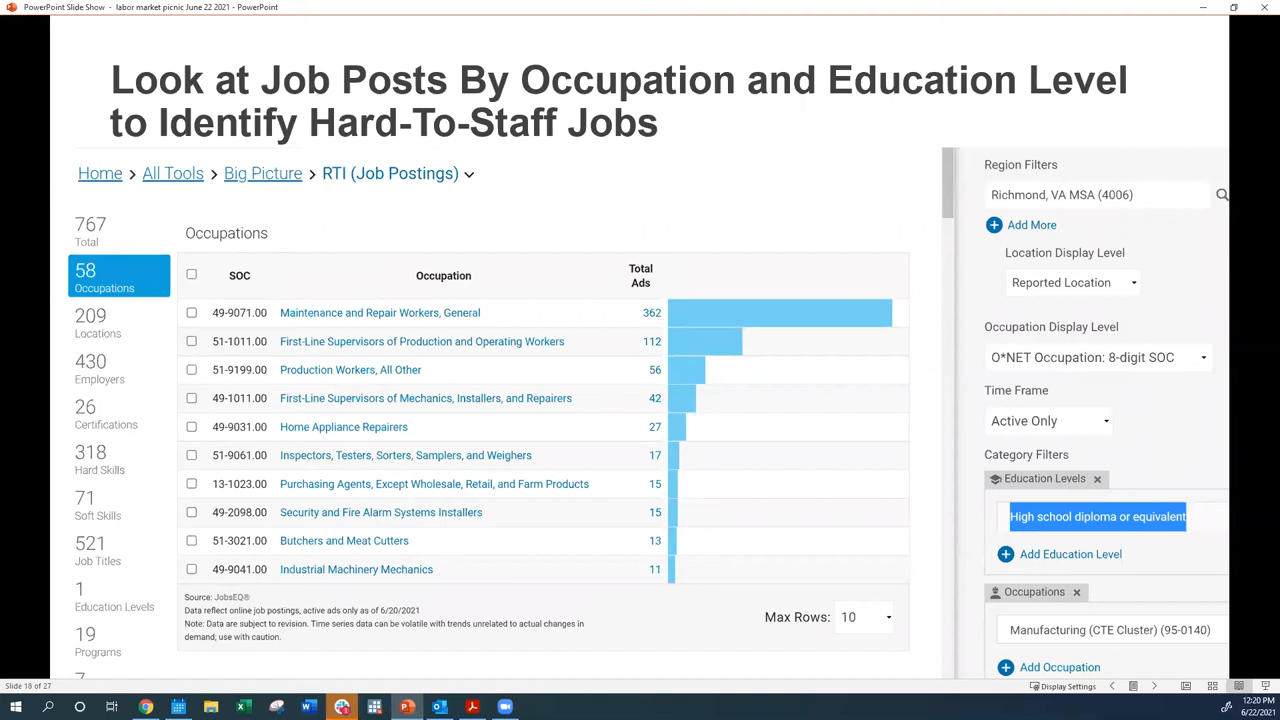 PowerPoint Slide Show - labor market picnic June 22 2021 - PowerPoint
Look at Job Posts By Occupation and Education Level
to Identify Hard-To-Staff Jobs
Home > All Tools > Big Picture > RTI (Job Postings)
767
Total
58
Occupations
209
Locations
430
Employers
26
Certifications
318
Hard Skills
71
Soft Skills
521
Job Titles
1
Education Levels
19
Programs
Occupations
SOC Occupation Total Ads
49-9071.00 Maintenance and Repair Workers, General 362
51-1011.00 First-Line Supervisors of Production and Operating Workers 112
51-9199.00 Production Workers, All Other 56
49-1011.00 First-Line Supervisors of Mechanics, Installers, and Repairers 42
49-9031.00 Home Appliance Repairers 27
51-9061.00 Inspectors, Testers, Sorters, Samplers, and Weighers 17
13-1023.00 Purchasing Agents, Except Wholesale, Retail, and Farm Products 15
49-2098.00 Security and Fire Alarm Systems Installers 15
51-3021.00 Butchers and Meat Cutters 13
49-9041.00 Industrial Machinery Mechanics 11
Source: JobsEQ®
Data reflect online job postings, active ads only as of 6/20/2021
Note: Data are subject to revision. Time series data can be volatile with trends unrelated to actual changes in
demand; use with caution.
Max Rows: 10
Region Filters
Richmond, VA MSA (4006)
Add More
Location Display Level
Reported Location
Occupation Display Level
O*NET Occupation: 8-digit SOC
Time Frame
Active Only
Category Filters
Education Levels ×
High school diploma or equivalent
Add Education Level
Occupations ×
Manufacturing (CTE Cluster) (95-0140)
Add Occupation
Slide 18 of 27
Display Settings
12:20 PM
6/22/2021